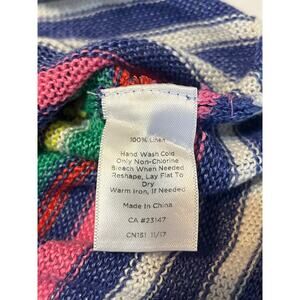 100% Linen
Hand Wash Cold
Only Non-Chlorine
Bleach When Needed
Reshape, Lay Flat To
Dry
Warm Iron, If Needed
Made In China
CA #23147
CN151 11/17